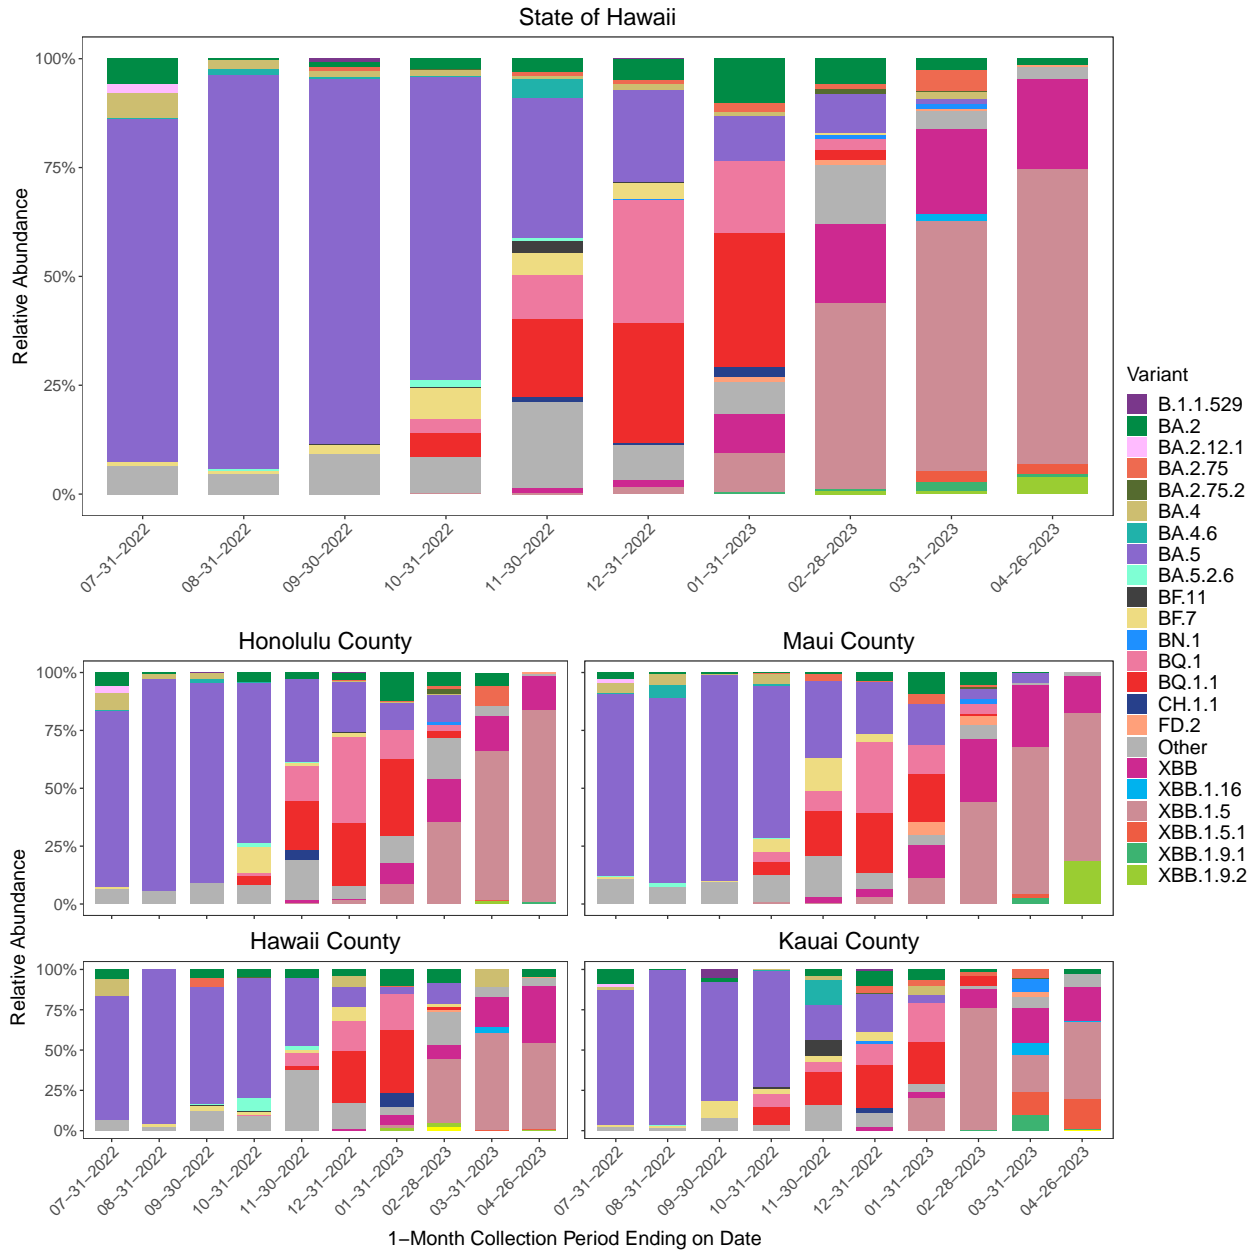 State of Hawaii
Relative Abundance
100%
75%
50%
25%
0%
07−31−2022
08−31−2022
09−30−2022
10−31−2022
11−30−2022
12−31−2022
01−31−2023
02−28−2023
03−31−2023
04−26−2023
Variant
B.1.1.529
BA.2
BA.2.12.1
BA.2.75
BA.2.75.2
BA.4
BA.4.6
BA.5
BA.5.2.6
BF.11
BF.7
BN.1
BQ.1
BQ.1.1
CH.1.1
FD.2
Other
XBB
XBB.1.16
XBB.1.5
XBB.1.5.1
XBB.1.9.1
XBB.1.9.2
Honolulu County
Maui County
100%
75%
50%
25%
0%
Relative Abundance
Hawaii County
Kauai County
100%
75%
50%
25%
0%
07−31−2022
08−31−2022
09−30−2022
10−31−2022
11−30−2022
12−31−2022
01−31−2023
02−28−2023
03−31−2023
04−26−2023
07−31−2022
08−31−2022
09−30−2022
10−31−2022
11−30−2022
12−31−2022
01−31−2023
02−28−2023
03−31−2023
04−26−2023
1−Month Collection Period Ending on Date